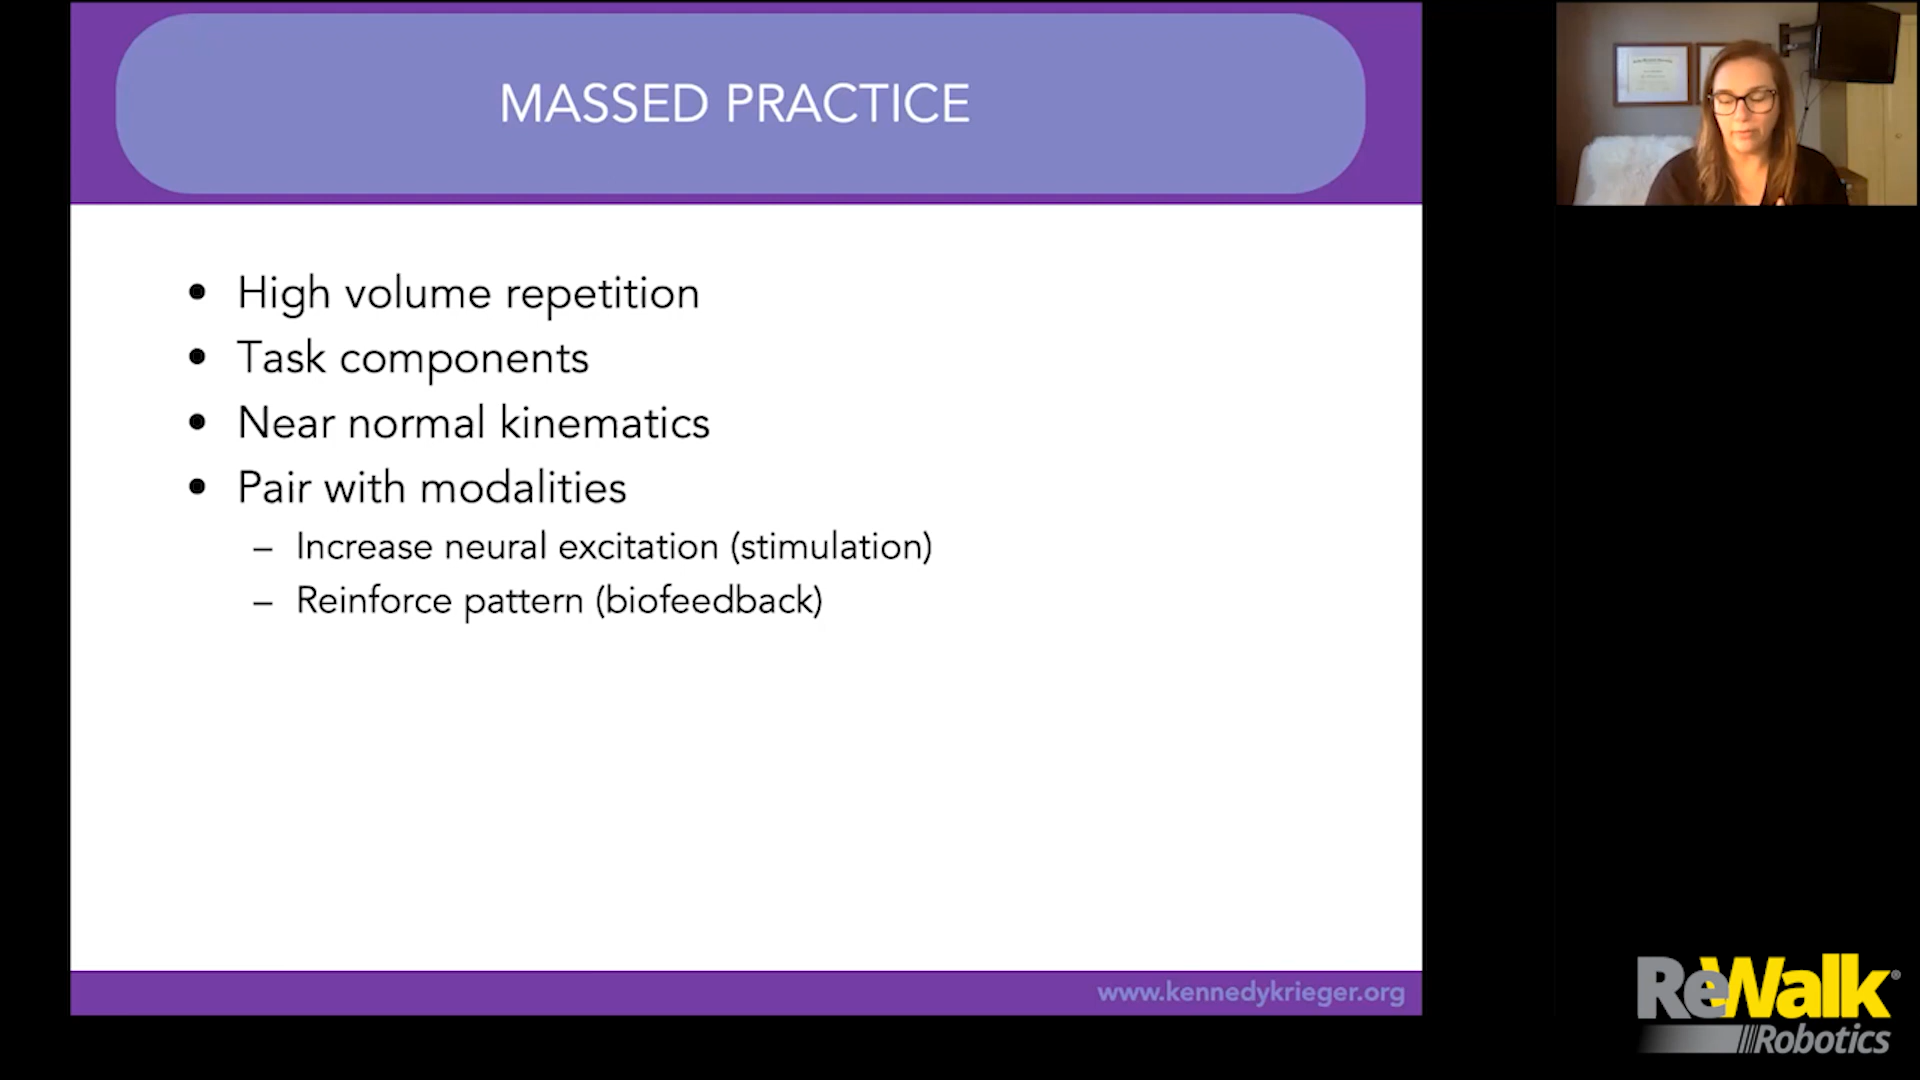 MASSED PRACTICE
• High volume repetition
• Task components
• Near normal kinematics
• Pair with modalities
– Increase neural excitation (stimulation)
– Reinforce pattern (biofeedback)
www.kennedykrieger.org
ReWalk®
Robotics